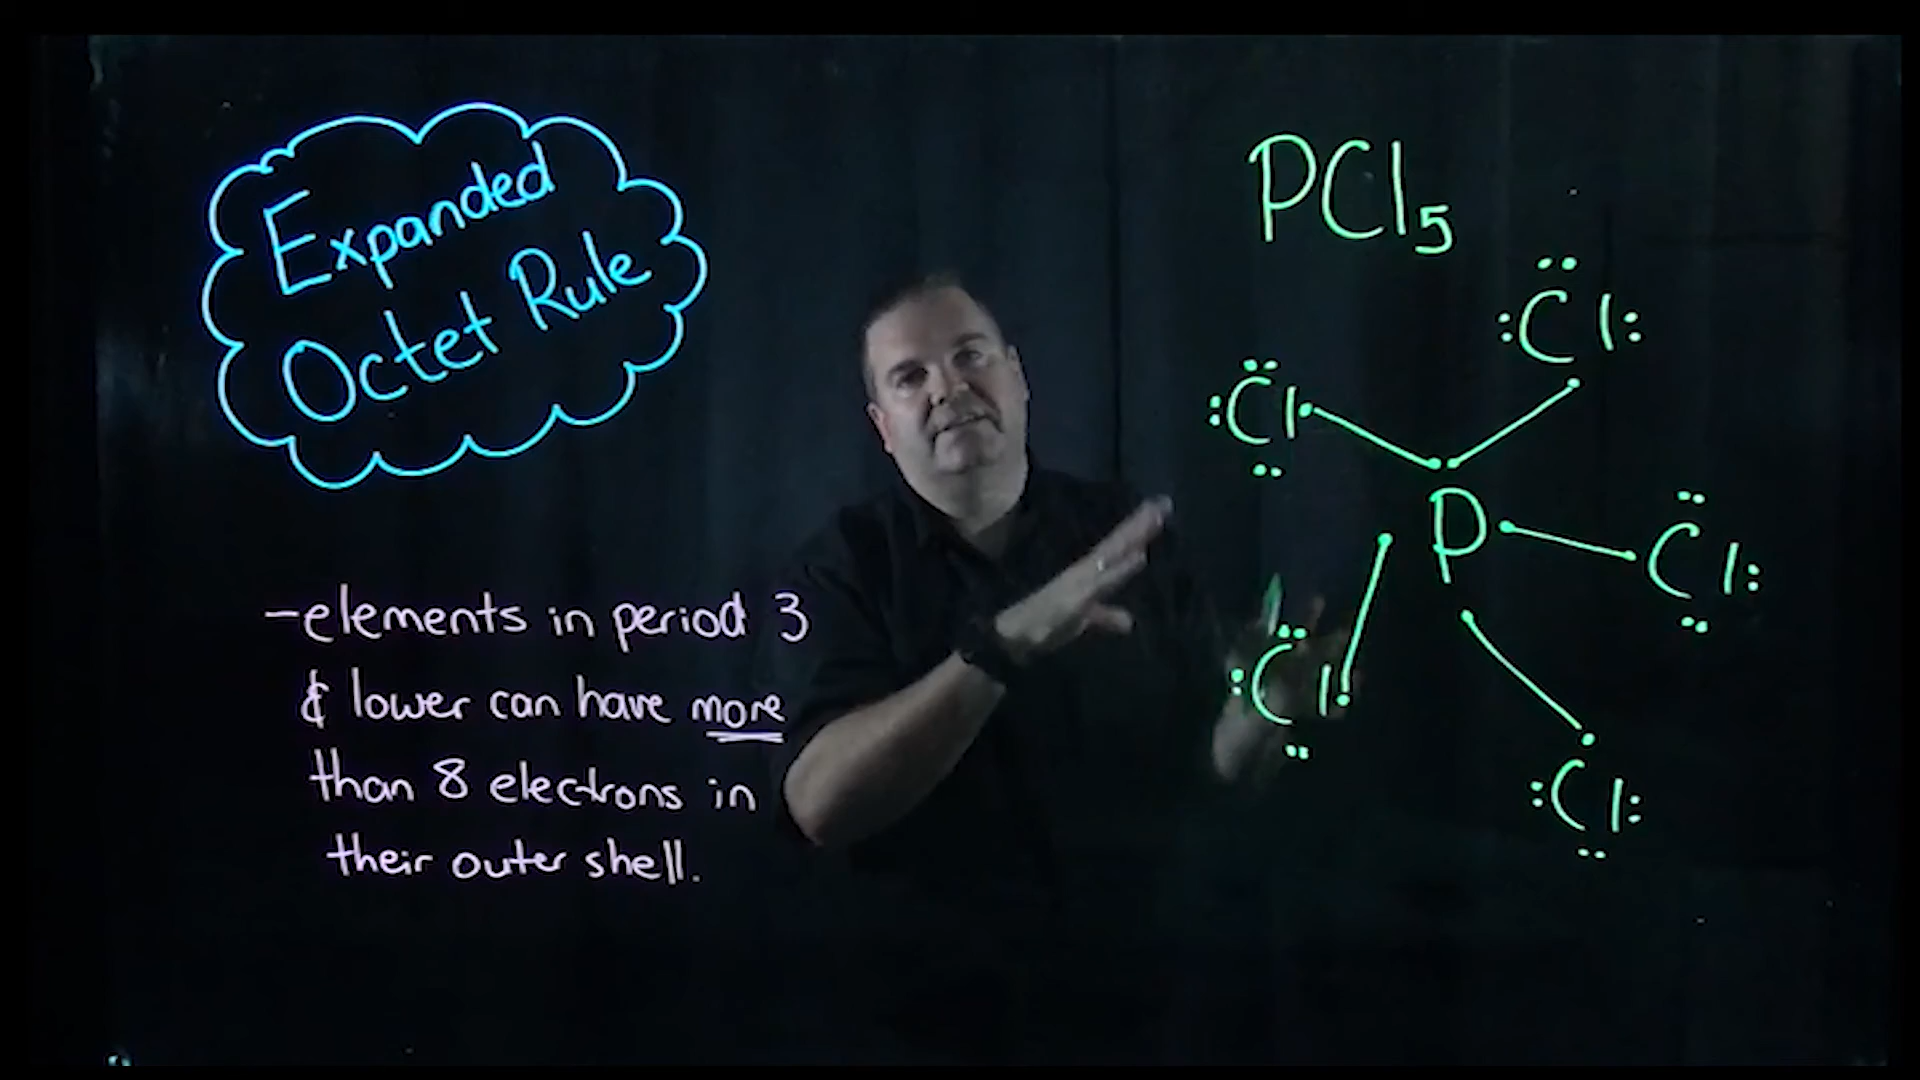 Expanded
Octet Rule
- elements in period 3
& lower can have more
than 8 electrons in
their outer shell.
PCl₅
:Cl:
:Cl
P
Cl:
:Cl
:Cl: